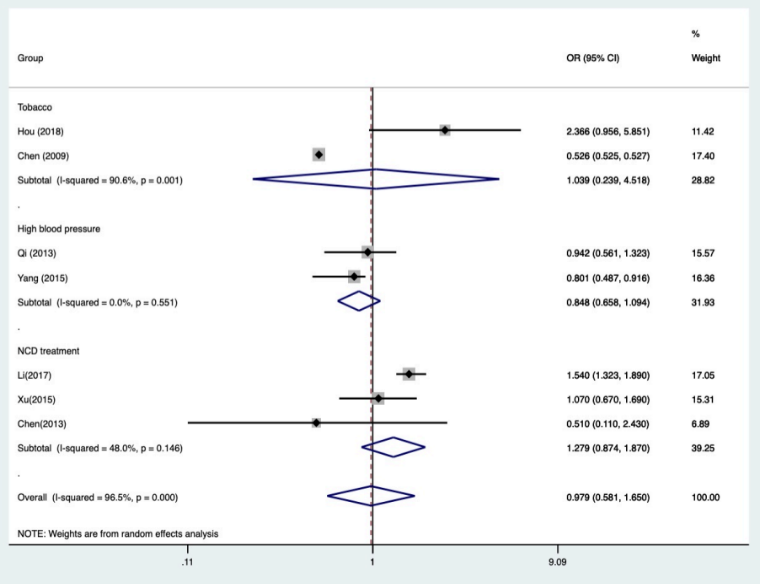 %
Group OR (95% CI) Weight
Tobacco
Hou (2018) 2.366 (0.956, 5.851) 11.42
Chen (2009) 0.526 (0.525, 0.527) 17.40
Subtotal (I-squared = 90.6%, p = 0.001) 1.039 (0.239, 4.518) 28.82
.
High blood pressure
Qi (2013) 0.942 (0.561, 1.323) 15.57
Yang (2015) 0.801 (0.487, 0.916) 16.36
Subtotal (I-squared = 0.0%, p = 0.551) 0.848 (0.658, 1.094) 31.93
.
NCD treatment
Li(2017) 1.540 (1.323, 1.890) 17.05
Xu(2015) 1.070 (0.670, 1.690) 15.31
Chen(2013) 0.510 (0.110, 2.430) 6.89
Subtotal (I-squared = 48.0%, p = 0.146) 1.279 (0.874, 1.870) 39.25
.
Overall (I-squared = 96.5%, p = 0.000) 0.979 (0.581, 1.650) 100.00
NOTE: Weights are from random effects analysis
.11 1 9.09